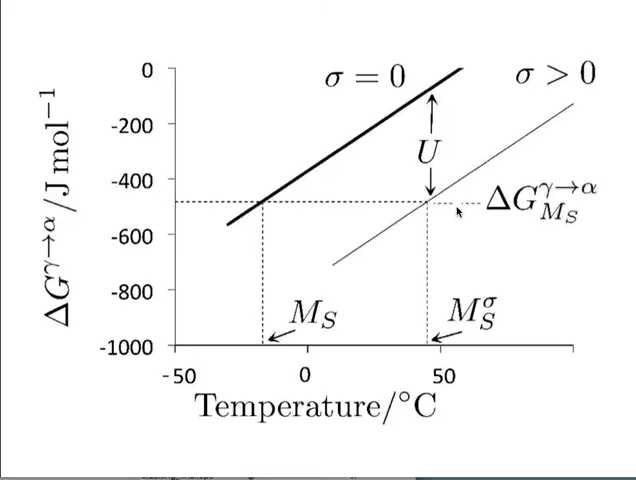 0
-200
-400
-600
-800
-1000
ΔG^{γ→α}/J mol^{−1}
σ = 0
σ > 0
U
ΔG^{γ→α}_{M_S}
M_S
M_S^σ
-50
0
50
Temperature/°C